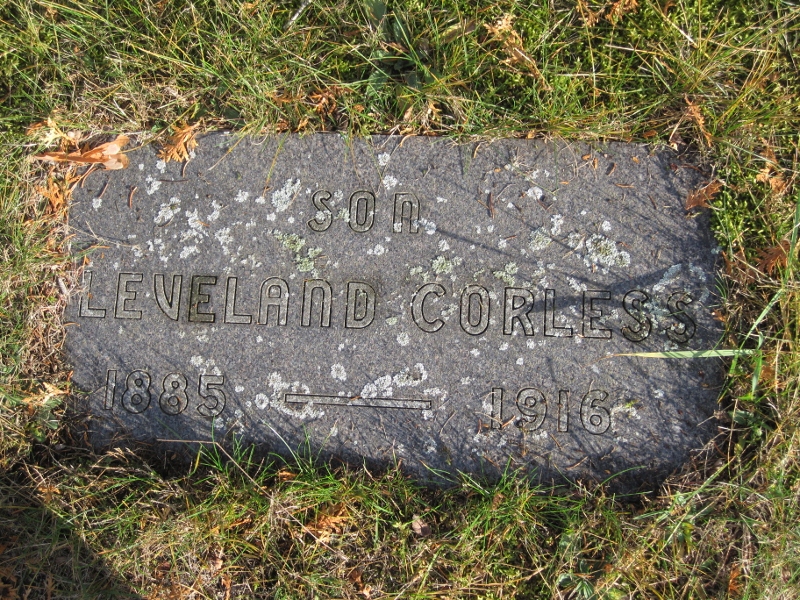 SON
LEVELAND CORLESS
1885 — 1916